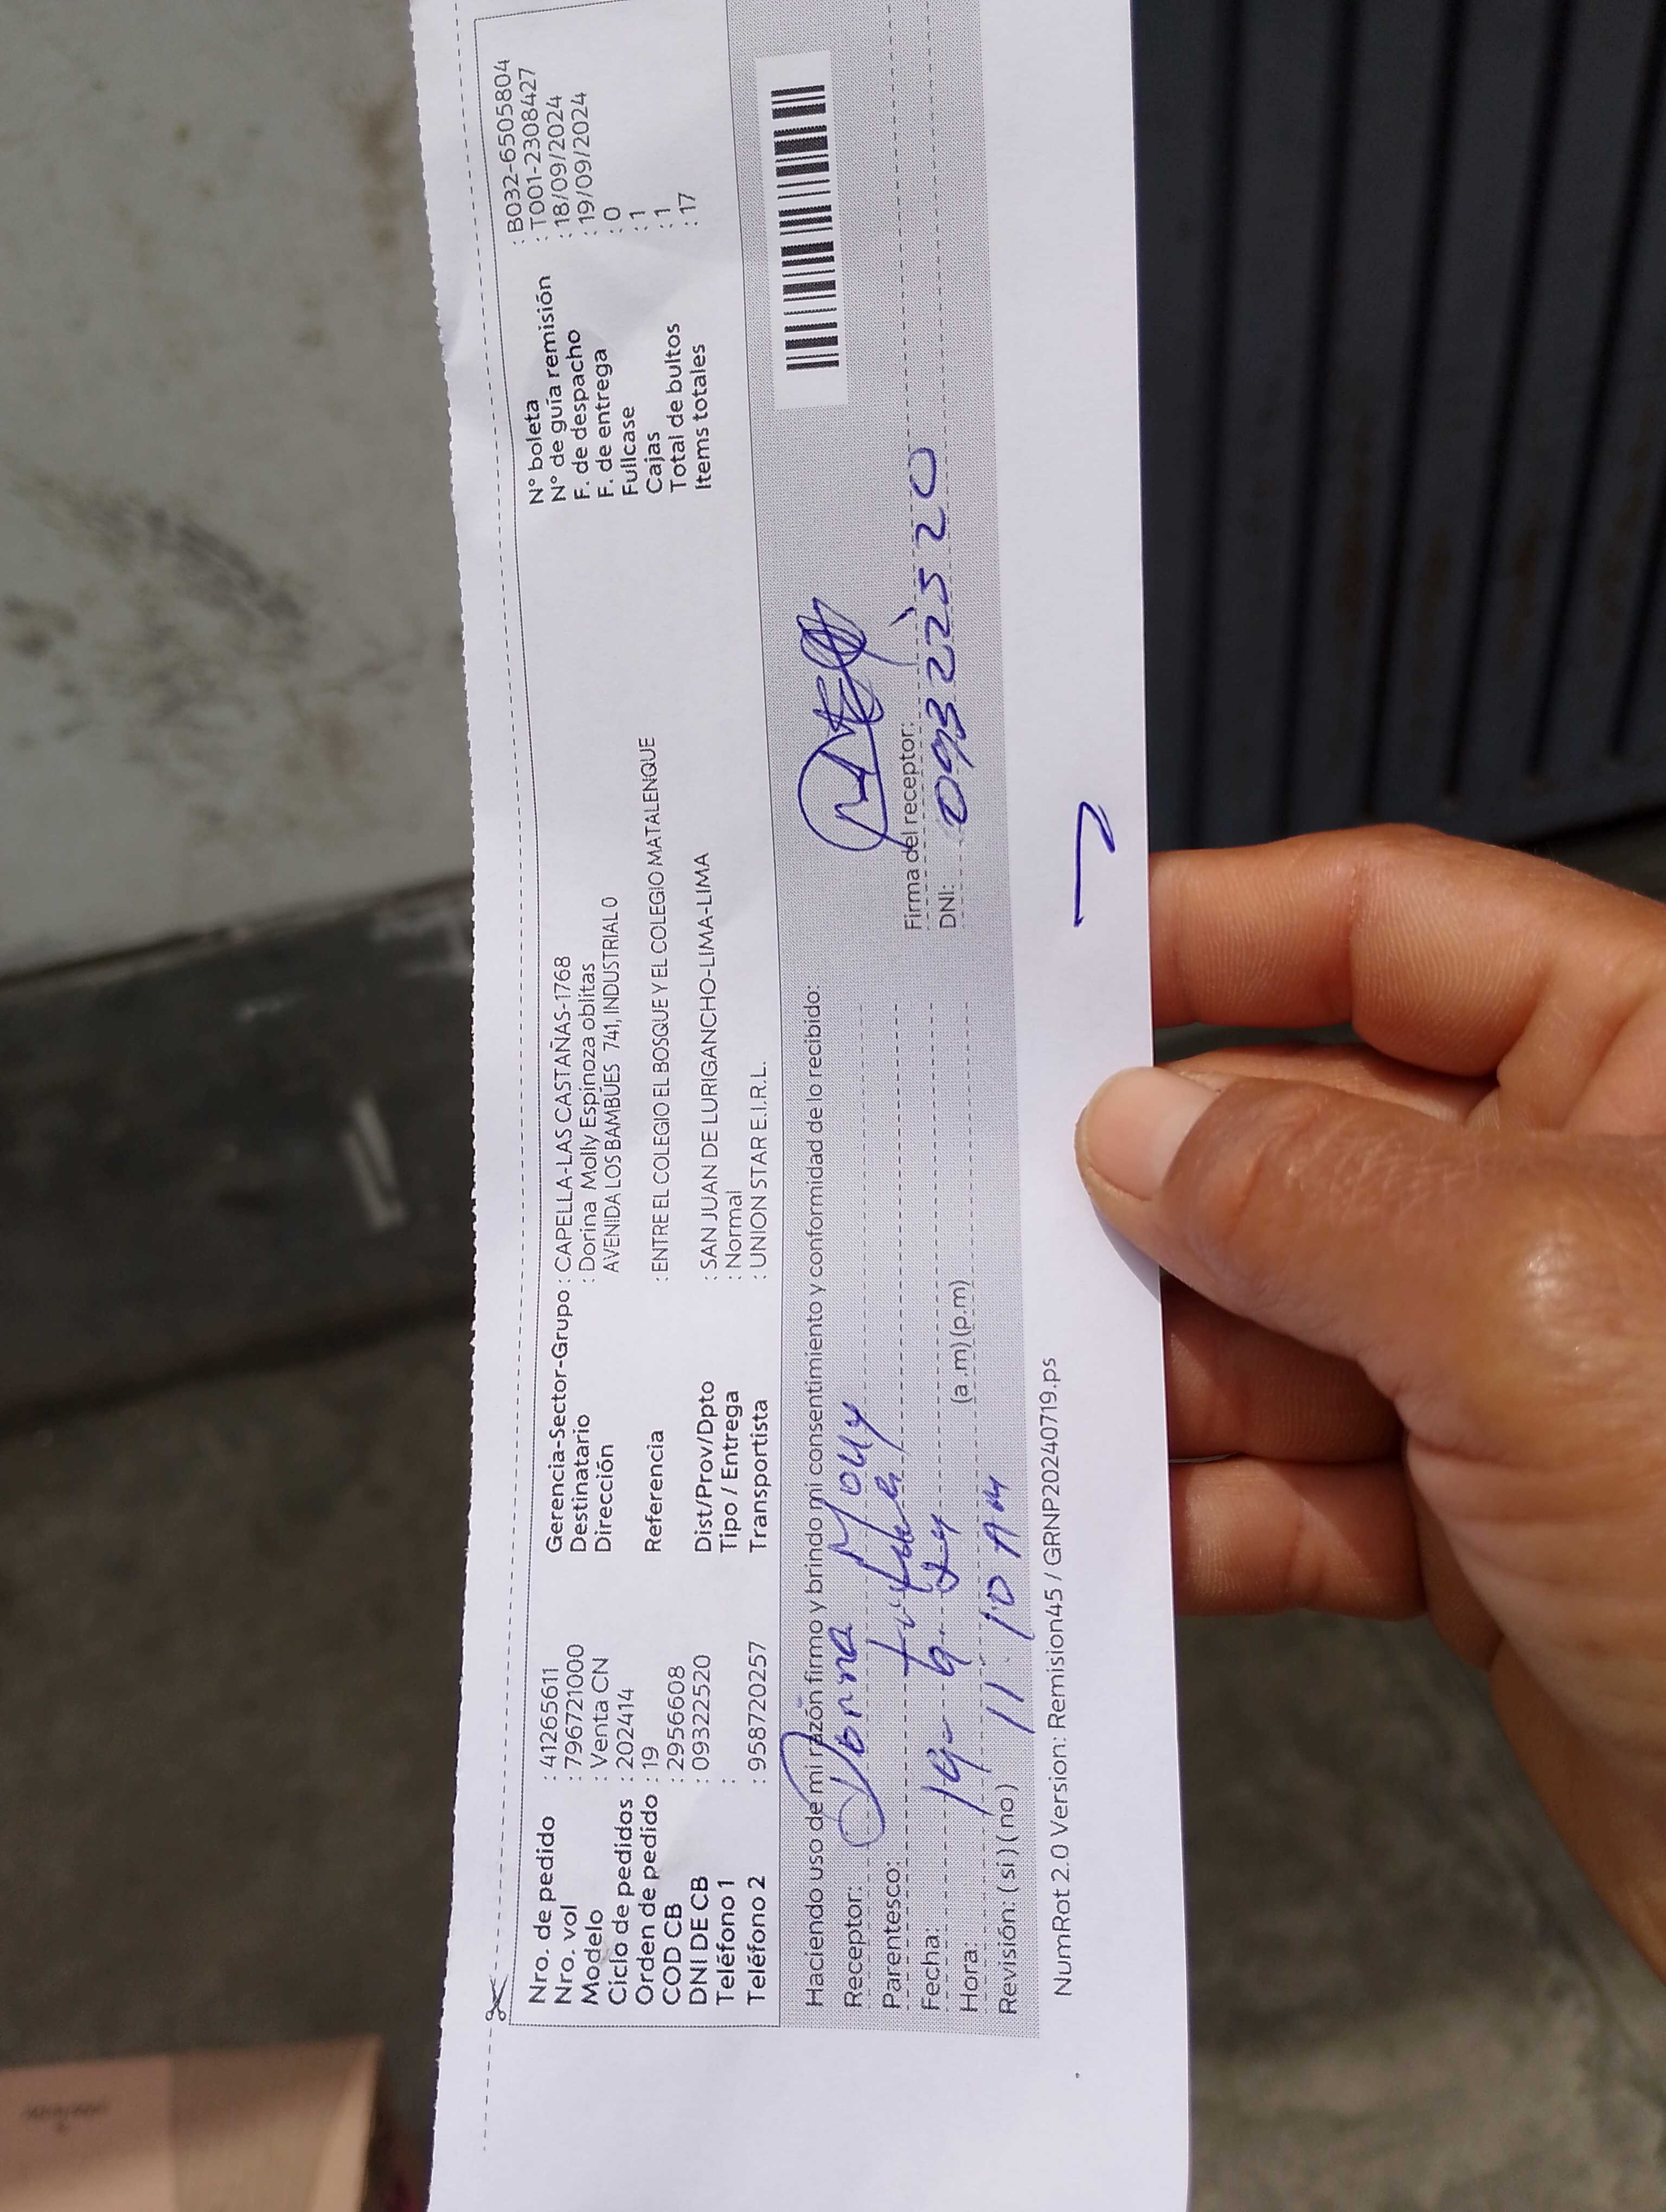 Nro. de pedido : 41265611
Nro. vol : 796721000
Modelo : Venta CN
Ciclo de pedidos : 202414
Orden de pedido : 19
COD CB : 2956608
DNI DE CB : 09322520
Teléfono 1 :
Teléfono 2 : 958720257
Gerencia-Sector-Grupo : CAPELLA-LAS CASTAÑAS-1768
Destinatario : Dorina Molly Espinoza oblitas
Dirección AVENIDA LOS BAMBUES 741, INDUSTRIAL 0
Referencia : ENTRE EL COLEGIO EL BOSQUE Y EL COLEGIO MATALENQUE
Dist/Prov/Dpto : SAN JUAN DE LURIGANCHO-LIMA-LIMA
Tipo / Entrega : Normal
Transportista : UNION STAR E.I.R.L.
N° boleta : B032-6505804
N° de guía remisión : T001-2308427
F. de despacho : 18/09/2024
F. de entrega : 19/09/2024
Fullcase : 0
Cajas : 1
Total de bultos : 1
Items totales : 17
Haciendo uso de mi razón firmo y brindo mi consentimiento y conformidad de lo recibido:
Receptor: Dorina Molly
Parentesco:
Fecha: 19- 9- 24
Hora: 11:10 AM (a.m) (p.m)
Revisión: ( si ) ( no )
Firma del receptor:
DNI: 09322520
NumRot 2.0 Version: Remision45 / GRNP20240719.ps